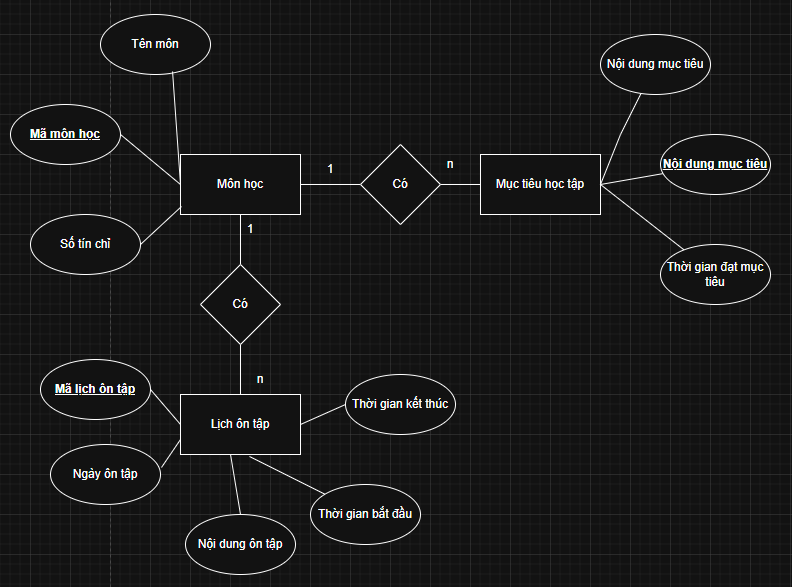 Tên môn
Nội dung mục tiêu
Mã môn học
Nội dung mục tiêu
1
n
Môn học
Có
Mục tiêu học tập
Số tín chỉ
1
Thời gian đạt mục
tiêu
Có
n
Mã lịch ôn tập
Thời gian kết thúc
Lịch ôn tập
Ngày ôn tập
Thời gian bắt đầu
Nội dung ôn tập